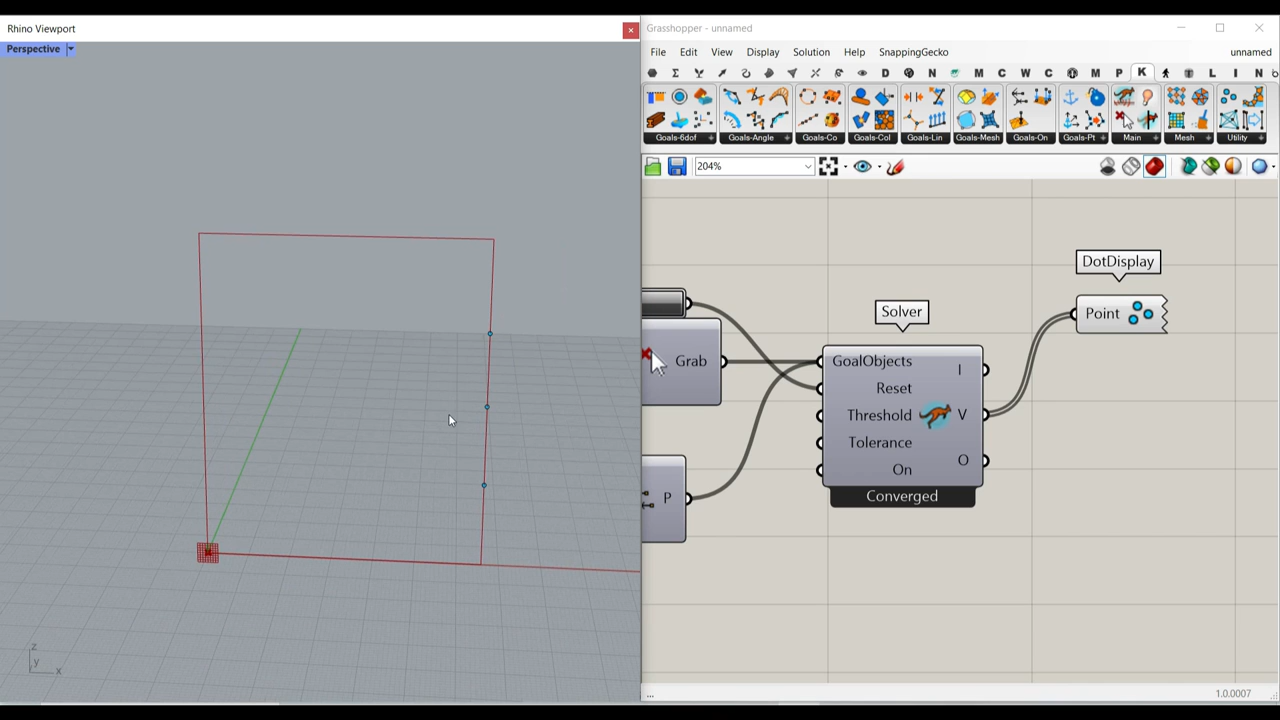 Rhino Viewport
Perspective
z
y
x
Grasshopper - unnamed
File Edit View Display Solution Help SnappingGecko unnamed
D N M C W C M P K L I N
Goals-6dof Goals-Angle Goals-Co Goals-Col Goals-Lin Goals-Mesh Goals-On Goals-Pt Main Mesh Utility
204%
DotDisplay
Point
Solver
Grab
GoalObjects
I
Reset
Threshold
V
Tolerance
O
On
P
Converged
...
1.0.0007